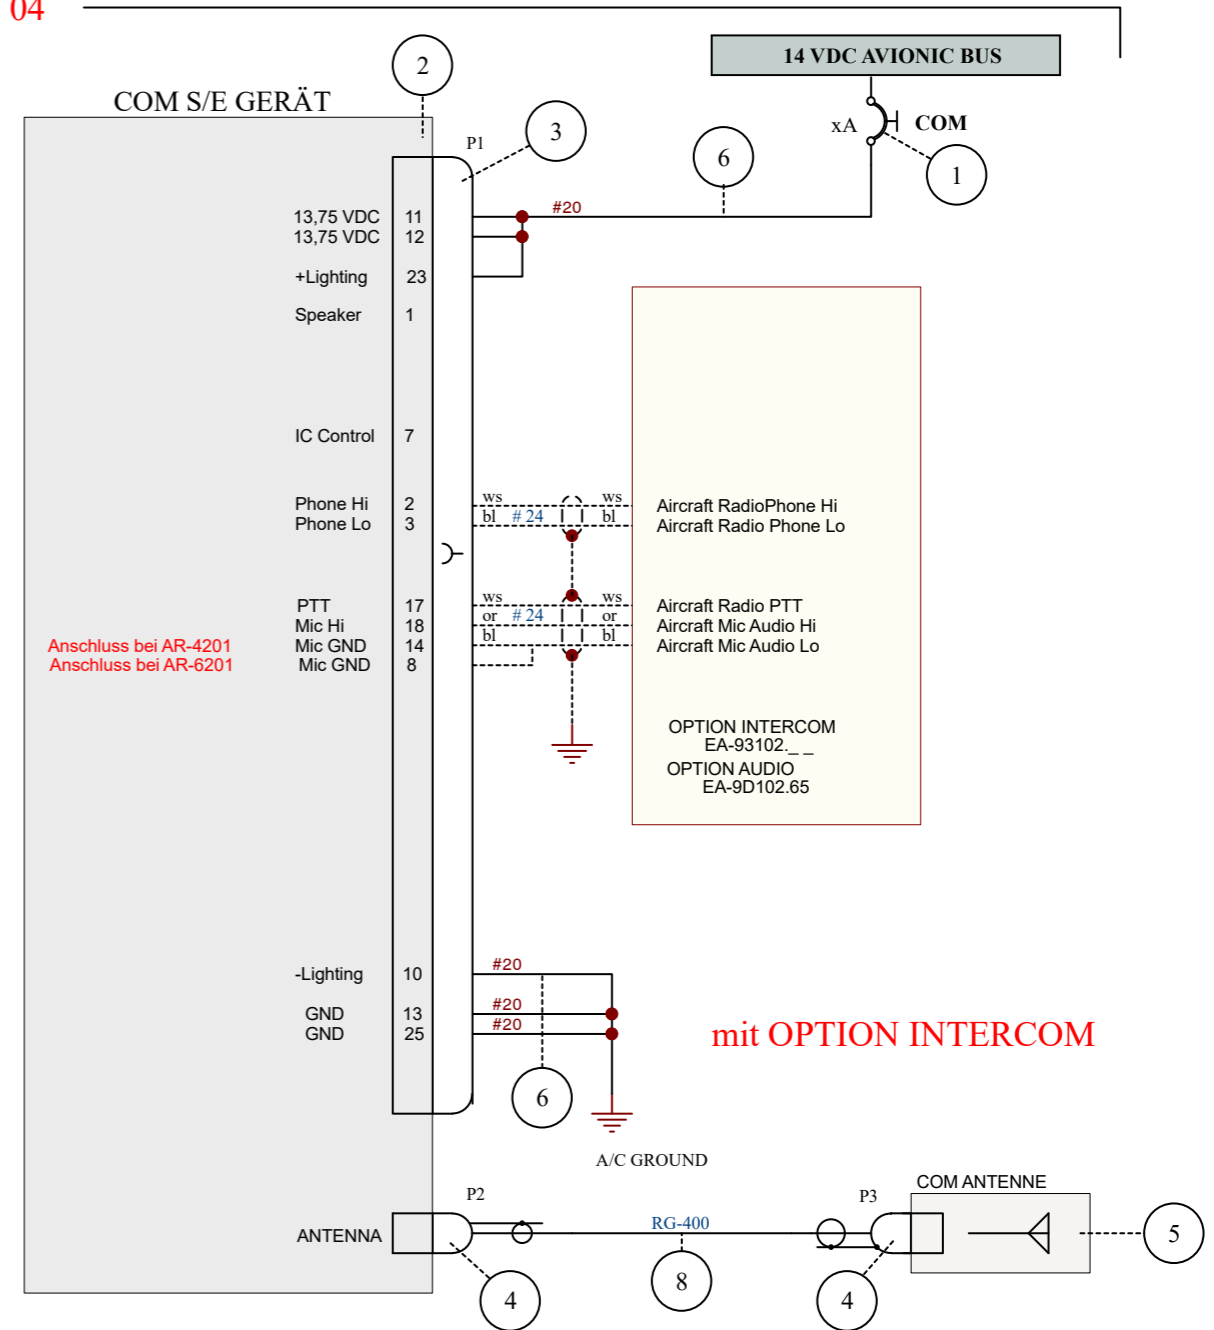 04
14 VDC AVIONIC BUS
2
COM S/E GERÄT
xA
COM
P1
3
6
1
13,75 VDC 11
#20
13,75 VDC 12
+Lighting 23
Speaker 1
IC Control 7
Phone Hi 2 ws ws Aircraft RadioPhone Hi
Phone Lo 3 bl # 24 bl Aircraft Radio Phone Lo
PTT 17 ws ws Aircraft Radio PTT
Mic Hi 18 or # 24 or Aircraft Mic Audio Hi
Anschluss bei AR-4201 Mic GND 14 bl bl Aircraft Mic Audio Lo
Anschluss bei AR-6201 Mic GND 8
OPTION INTERCOM
EA-93102._ _
OPTION AUDIO
EA-9D102.65
-Lighting 10 #20
GND 13 #20
GND 25 #20
mit OPTION INTERCOM
6
A/C GROUND
P2
P3
COM ANTENNE
ANTENNA
RG-400
5
4
8
4